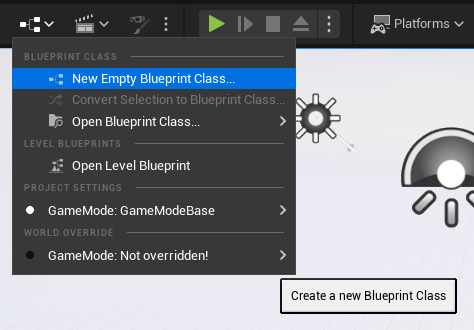 Platforms
BLUEPRINT CLASS
New Empty Blueprint Class...
Convert Selection to Blueprint Class...
Open Blueprint Class...
LEVEL BLUEPRINTS
Open Level Blueprint
PROJECT SETTINGS
GameMode: GameModeBase
WORLD OVERRIDE
GameMode: Not overridden!
Create a new Blueprint Class